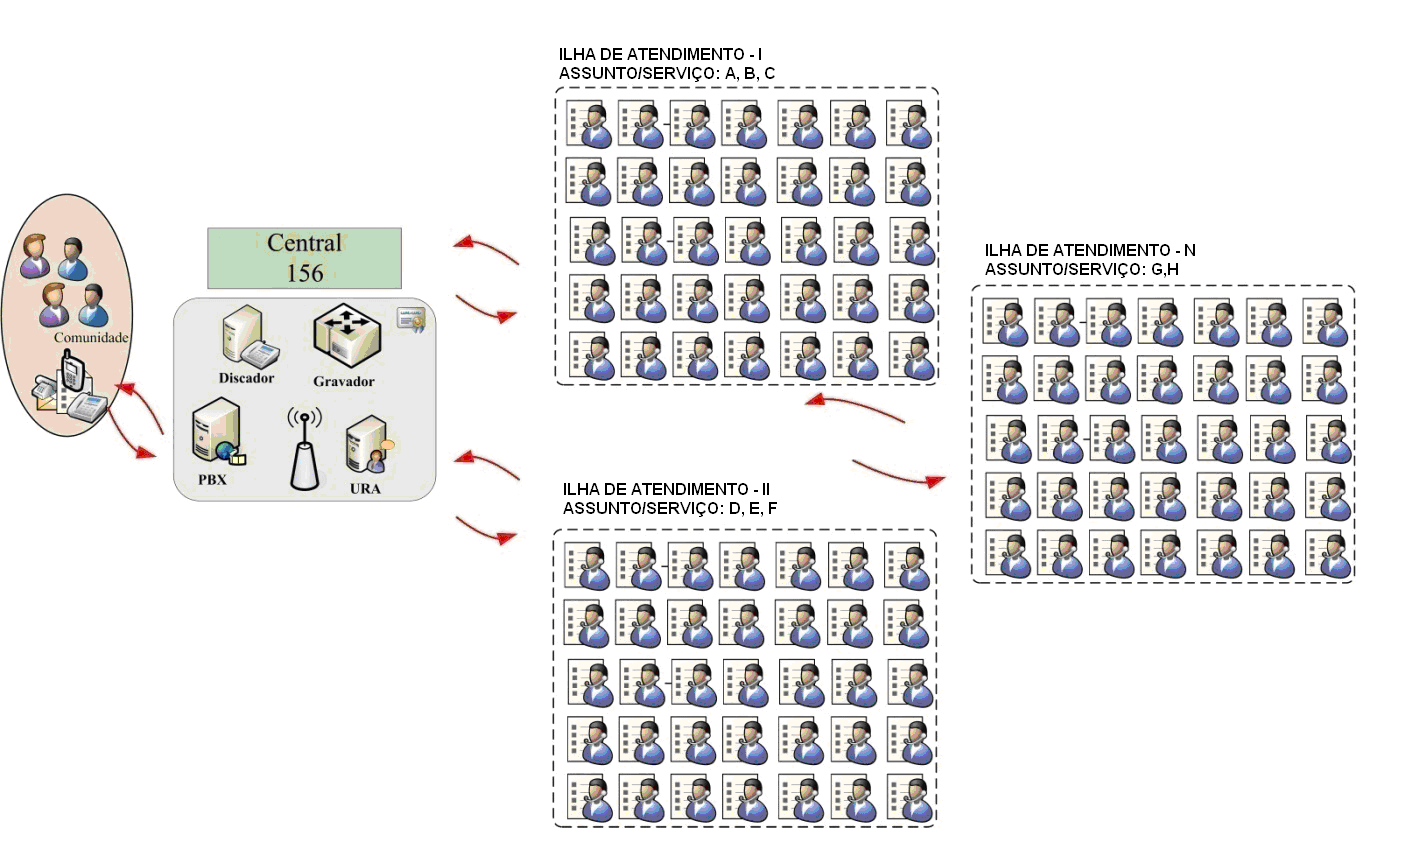 ILHA DE ATENDIMENTO - I
ASSUNTO/SERVIÇO: A, B, C
Central
156
Comunidade
Discador
Gravador
PBX
URA
ILHA DE ATENDIMENTO - II
ASSUNTO/SERVIÇO: D, E, F
ILHA DE ATENDIMENTO - N
ASSUNTO/SERVIÇO: G,H